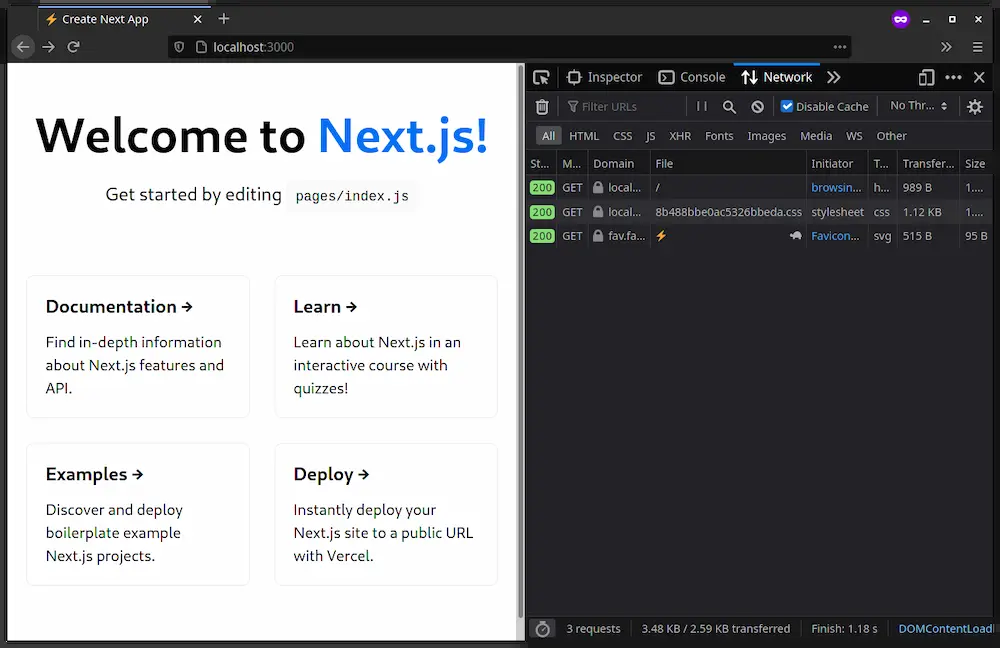 ⚡ Create Next App
localhost:3000
Welcome to Next.js!
Get started by editing pages/index.js
Documentation →
Find in-depth information
about Next.js features and
API.
Learn →
Learn about Next.js in an
interactive course with
quizzes!
Examples →
Discover and deploy
boilerplate example
Next.js projects.
Deploy →
Instantly deploy your
Next.js site to a public URL
with Vercel.
Inspector Console Network
Filter URLs Disable Cache No Thr...
All HTML CSS JS XHR Fonts Images Media WS Other
St... M... Domain File Initiator T... Transfer... Size
200 GET local... / browsin... h... 989 B 1....
200 GET local... 8b488bbe0ac5326bbeda.css stylesheet css 1.12 KB 1....
200 GET fav.fa... ⚡ Favicon... svg 515 B 95 B
3 requests 3.48 KB / 2.59 KB transferred Finish: 1.18 s DOMContentLoad